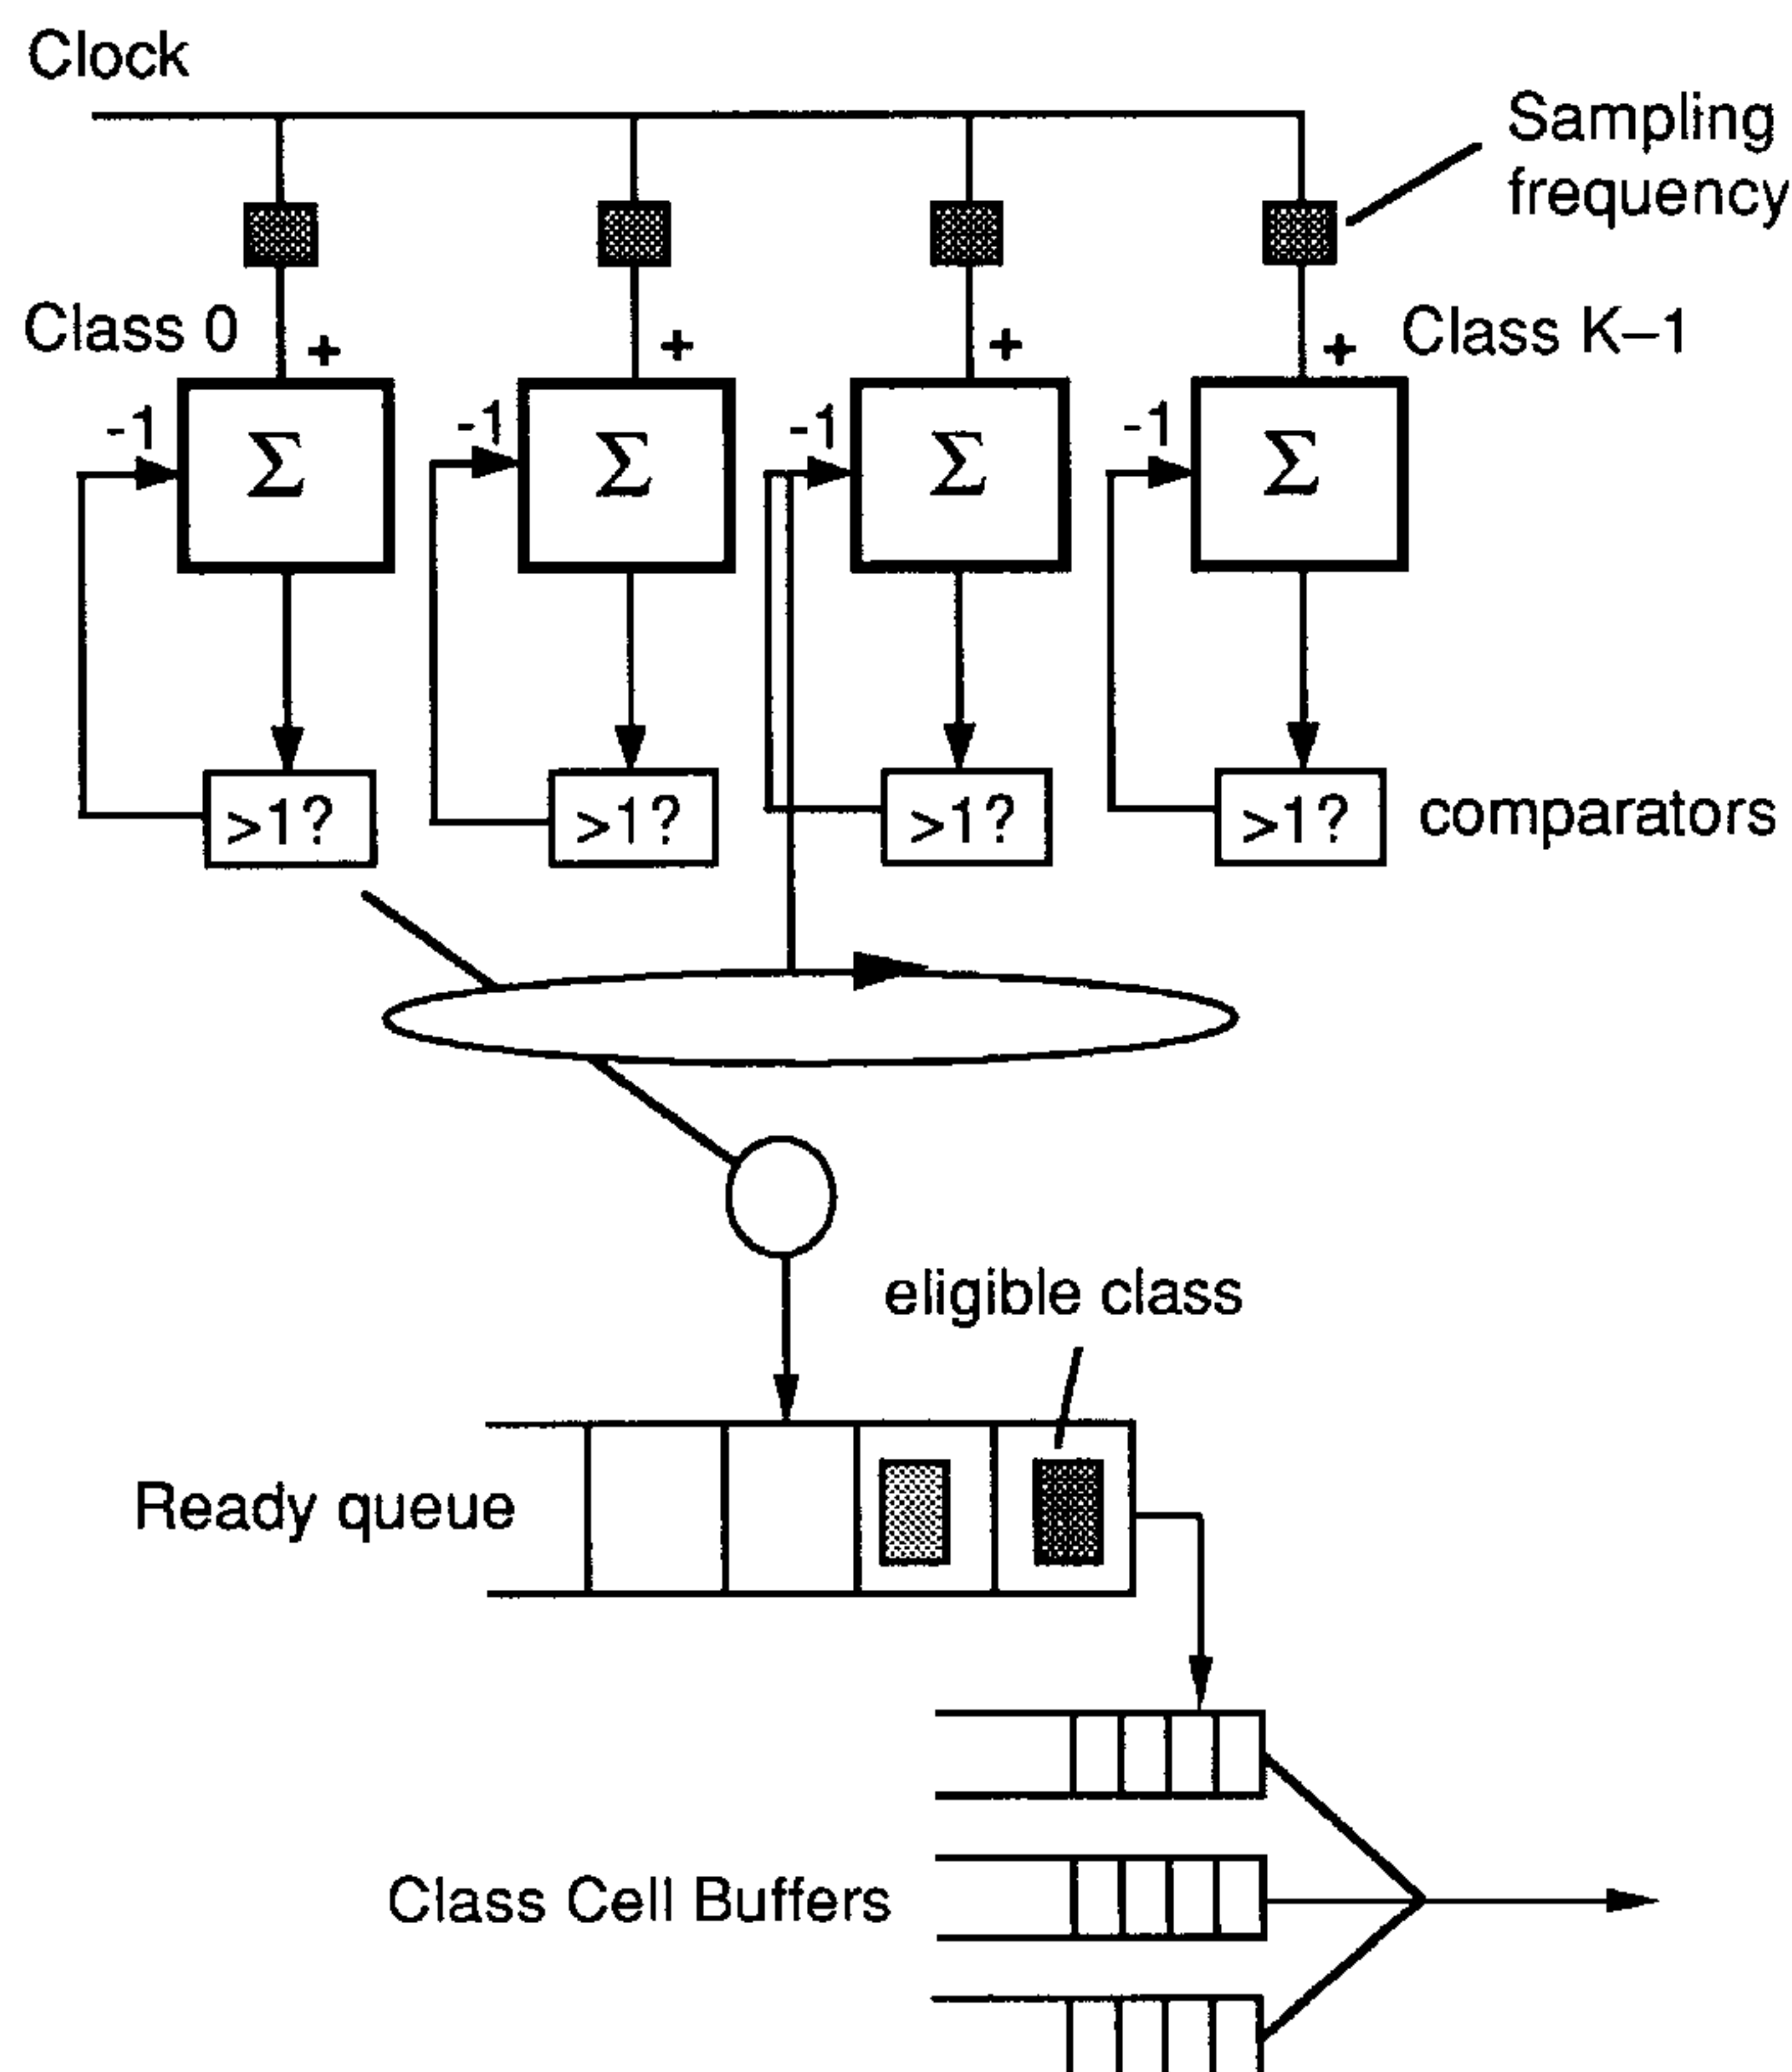 Clock
Sampling
frequency
Class 0
+
+
+
+
Class K–1
-1
-1
-1
-1
Σ
Σ
Σ
Σ
>1?
>1?
>1?
>1?
comparators
eligible class
Ready queue
Class Cell Buffers